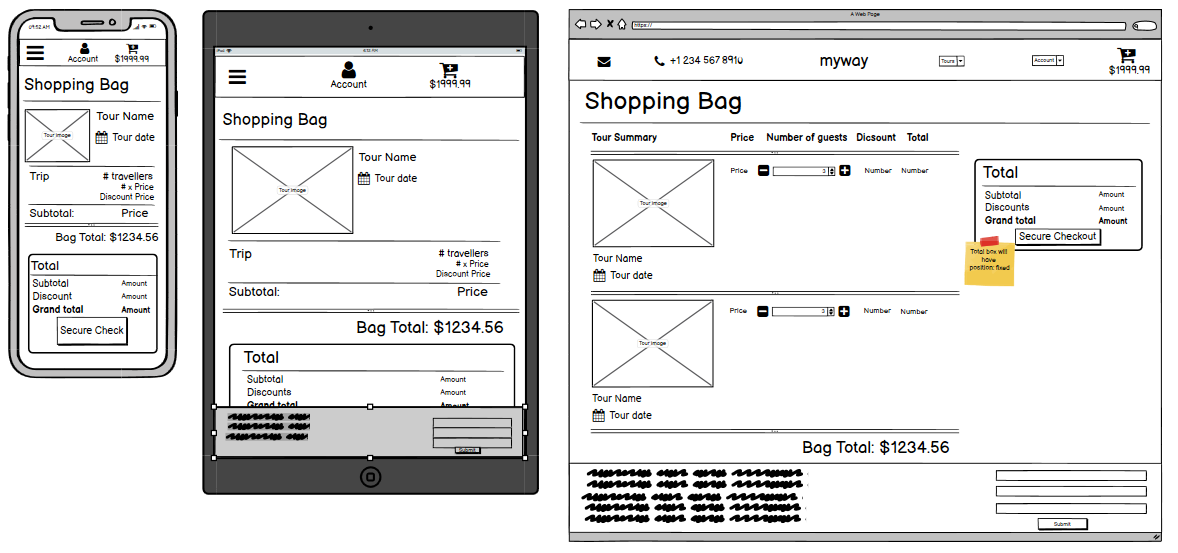 09:52 AM
Account
$1999.99
Shopping Bag
Tour Image
Tour Name
Tour date
Trip
# travellers
# x Price
Discount Price
Subtotal:
Price
Bag Total: $1234.56
Total
Subtotal
Amount
Discount
Amount
Grand total
Amount
Secure Check
iPad
8:12 AM
Account
$1999.99
Shopping Bag
Tour Image
Tour Name
Tour date
Trip
# travellers
# x Price
Discount Price
Subtotal:
Price
Bag Total: $1234.56
Total
Subtotal
Amount
Discounts
Amount
Grand total
Amount
Submit
A Web Page
https://
+1 234 567 8910
myway
Tours
Account
$1999.99
Shopping Bag
Tour Summary
Price
Number of guests
Dicsount
Total
Tour Image
Price
3
Number
Number
Tour Name
Tour date
Tour Image
Price
3
Number
Number
Tour Name
Tour date
Bag Total: $1234.56
Total
Subtotal
Amount
Discounts
Amount
Grand total
Amount
Secure Checkout
Total box will
have
position: fixed
Submit